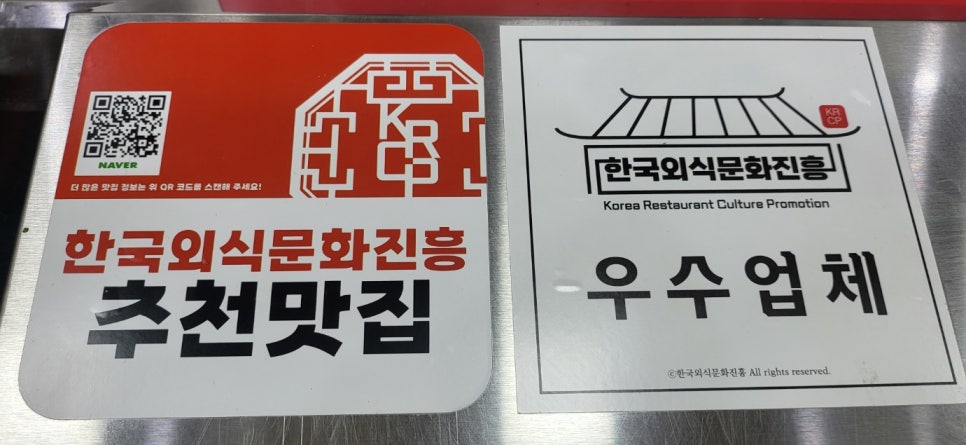 NAVER
더 많은 맛집 정보는 위 QR 코드를 스캔해 주세요!
KR
CP
한국외식문화진흥
추천맛집
KR
CP
한국외식문화진흥
Korea Restaurant Culture Promotion
우수업체
ⓒ한국외식문화진흥 All rights reserved.